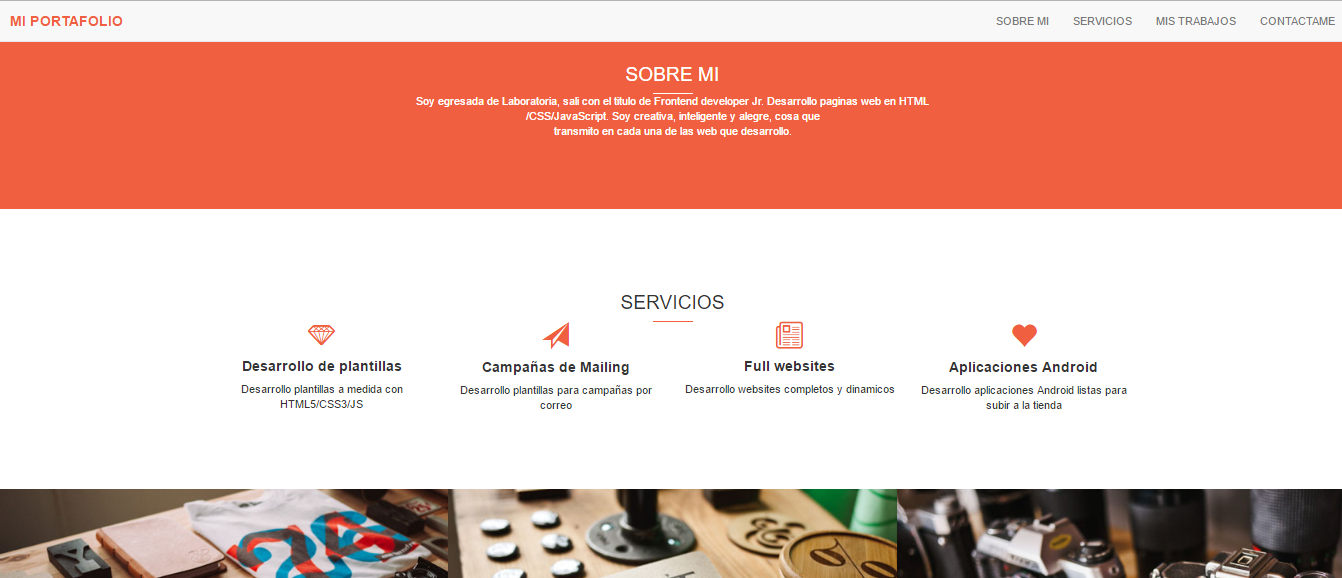 MI PORTAFOLIO
SOBRE MI SERVICIOS MIS TRABAJOS CONTACTAME
SOBRE MI
Soy egresada de Laboratoria, sali con el titulo de Frontend developer Jr. Desarrollo paginas web en HTML
/CSS/JavaScript. Soy creativa, inteligente y alegre, cosa que
transmito en cada una de las web que desarrollo.
SERVICIOS
Desarrollo de plantillas
Desarrollo plantillas a medida con
HTML5/CSS3/JS
Campañas de Mailing
Desarrollo plantillas para campañas por
correo
Full websites
Desarrollo websites completos y dinamicos
Aplicaciones Android
Desarrollo aplicaciones Android listas para
subir a la tienda